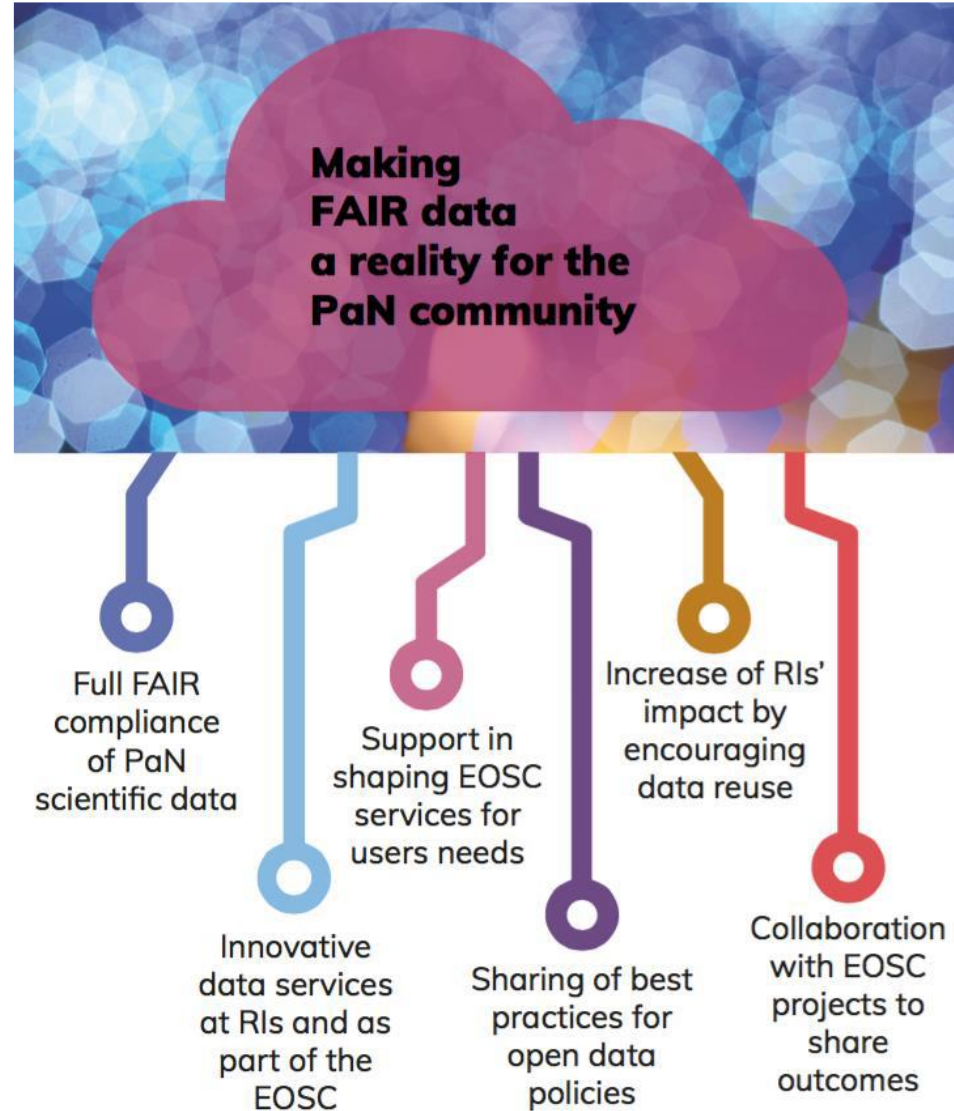 Making
FAIR data
a reality for the
PaN community
Full FAIR
compliance
of PaN
scientific data
Innovative
data services
at RIs and as
part of the
EOSC
Support in
shaping EOSC
services for
users needs
Sharing of best
practices for
open data
policies
Increase of RIs’
impact by
encouraging
data reuse
Collaboration
with EOSC
projects to
share
outcomes